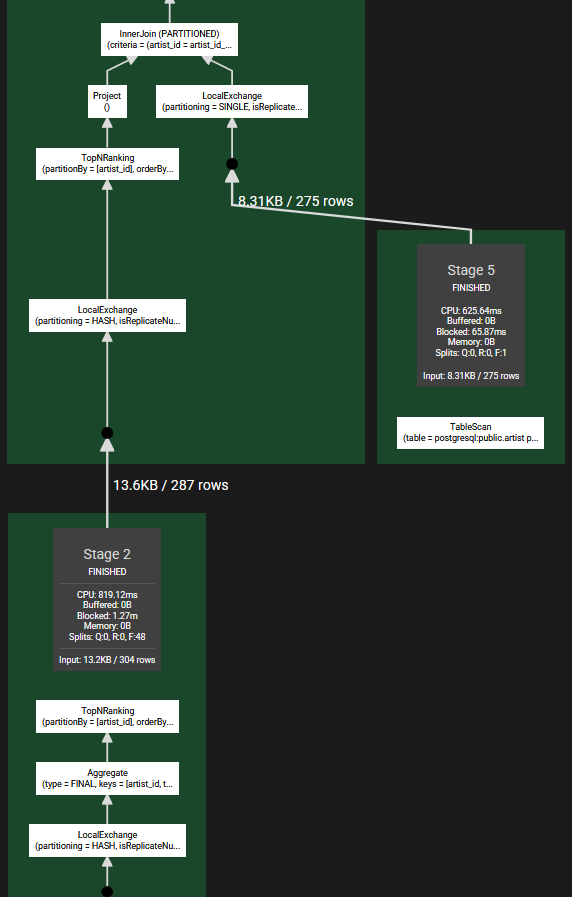 InnerJoin (PARTITIONED)
(criteria = (artist_id = artist_id_...
Project
()
LocalExchange
(partitioning = SINGLE, isReplicate...
TopNRanking
(partitionBy = [artist_id], orderBy...
8.31KB / 275 rows
Stage 5
FINISHED
CPU: 625.64ms
Buffered: 0B
Blocked: 65.87ms
Memory: 0B
Splits: Q:0, R:0, F:1
Input: 8.31KB / 275 rows
LocalExchange
(partitioning = HASH, isReplicateNu...
TableScan
(table = postgresql:public.artist p...
13.6KB / 287 rows
Stage 2
FINISHED
CPU: 819.12ms
Buffered: 0B
Blocked: 1.27m
Memory: 0B
Splits: Q:0, R:0, F:48
Input: 13.2KB / 304 rows
TopNRanking
(partitionBy = [artist_id], orderBy...
Aggregate
(type = FINAL, keys = [artist_id, t...
LocalExchange
(partitioning = HASH, isReplicateNu...